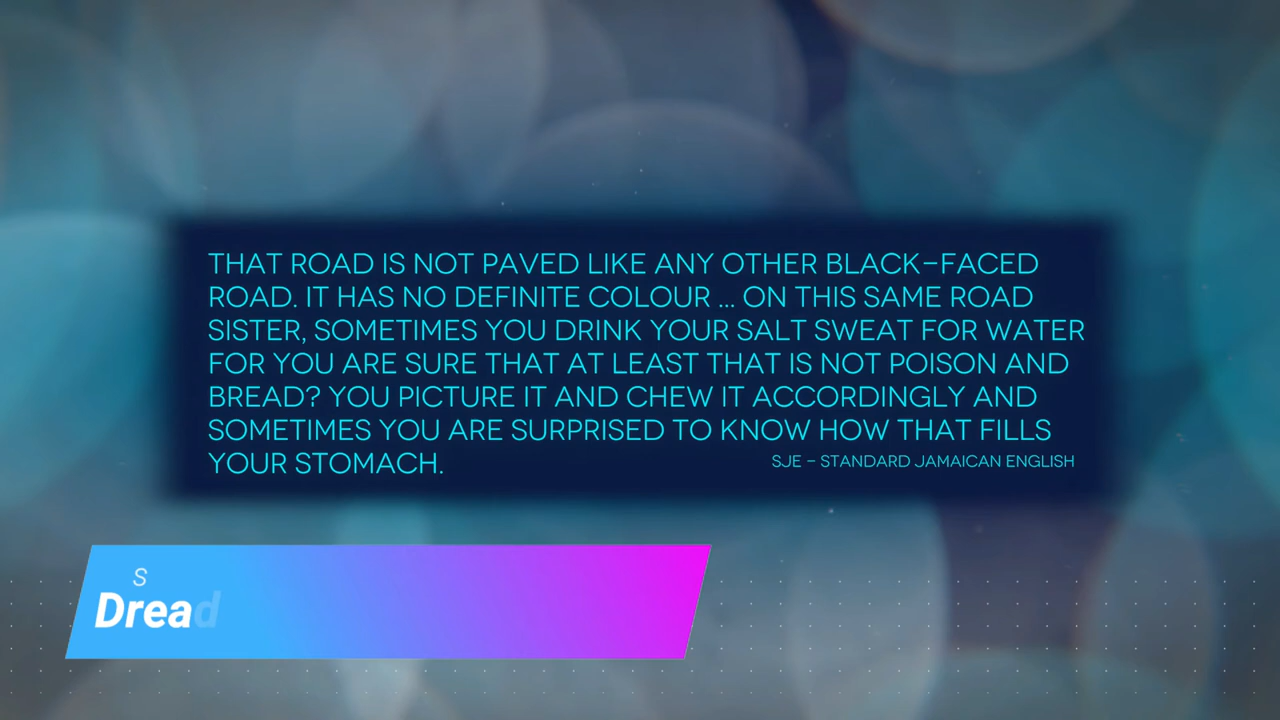 THAT ROAD IS NOT PAVED LIKE ANY OTHER BLACK-FACED
ROAD. IT HAS NO DEFINITE COLOUR ... ON THIS SAME ROAD
SISTER, SOMETIMES YOU DRINK YOUR SALT SWEAT FOR WATER
FOR YOU ARE SURE THAT AT LEAST THAT IS NOT POISON AND
BREAD? YOU PICTURE IT AND CHEW IT ACCORDINGLY AND
SOMETIMES YOU ARE SURPRISED TO KNOW HOW THAT FILLS
YOUR STOMACH.
SJE - STANDARD JAMAICAN ENGLISH
S
Dread